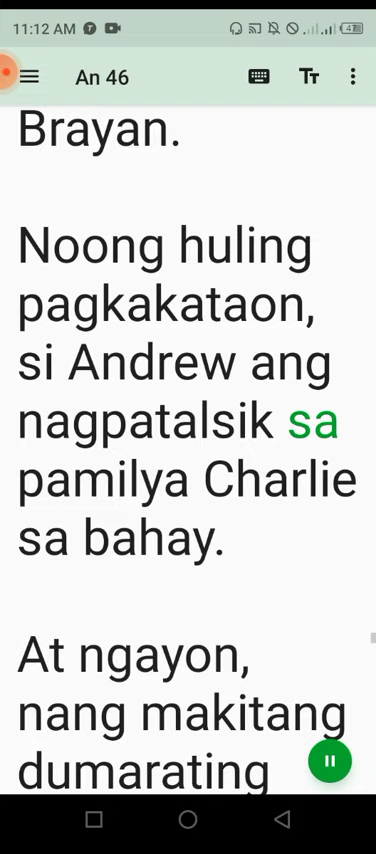 11:12 AM
47
An 46
Brayan.
Noong huling
pagkakataon,
si Andrew ang
nagpatalsik sa
pamilya Charlie
sa bahay.
At ngayon,
nang makitang
dumarating